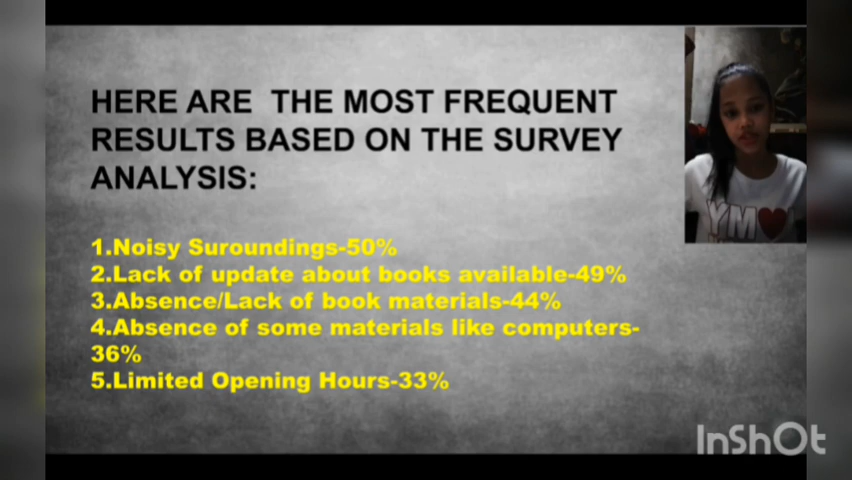 HERE ARE THE MOST FREQUENT
RESULTS BASED ON THE SURVEY
ANALYSIS:
1.Noisy Suroundings-50%
2.Lack of update about books available-49%
3.Absence/Lack of book materials-44%
4.Absence of some materials like computers-
36%
5.Limited Opening Hours-33%
YM
InShOt